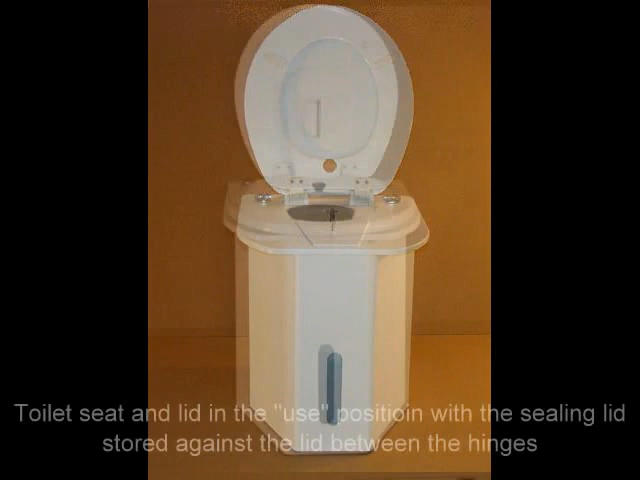 Toilet seat and lid in the "use" positioin with the sealing lid
stored against the lid between the hinges